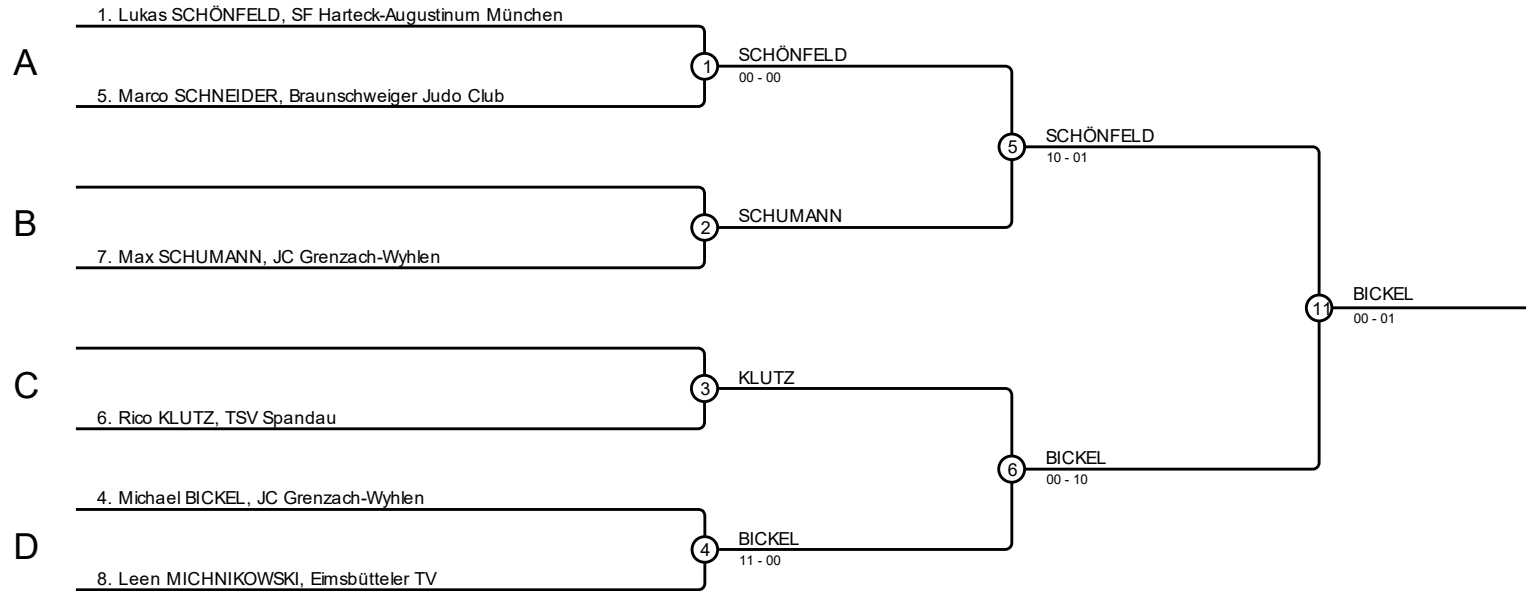 1. Lukas SCHÖNFELD, SF Harteck-Augustinum München
A
1
SCHÖNFELD
00 - 00
5. Marco SCHNEIDER, Braunschweiger Judo Club
5
SCHÖNFELD
10 - 01
B
2
SCHUMANN
7. Max SCHUMANN, JC Grenzach-Wyhlen
11
BICKEL
00 - 01
C
3
KLUTZ
6. Rico KLUTZ, TSV Spandau
6
BICKEL
00 - 10
4. Michael BICKEL, JC Grenzach-Wyhlen
D
4
BICKEL
11 - 00
8. Leen MICHNIKOWSKI, Eimsbütteler TV